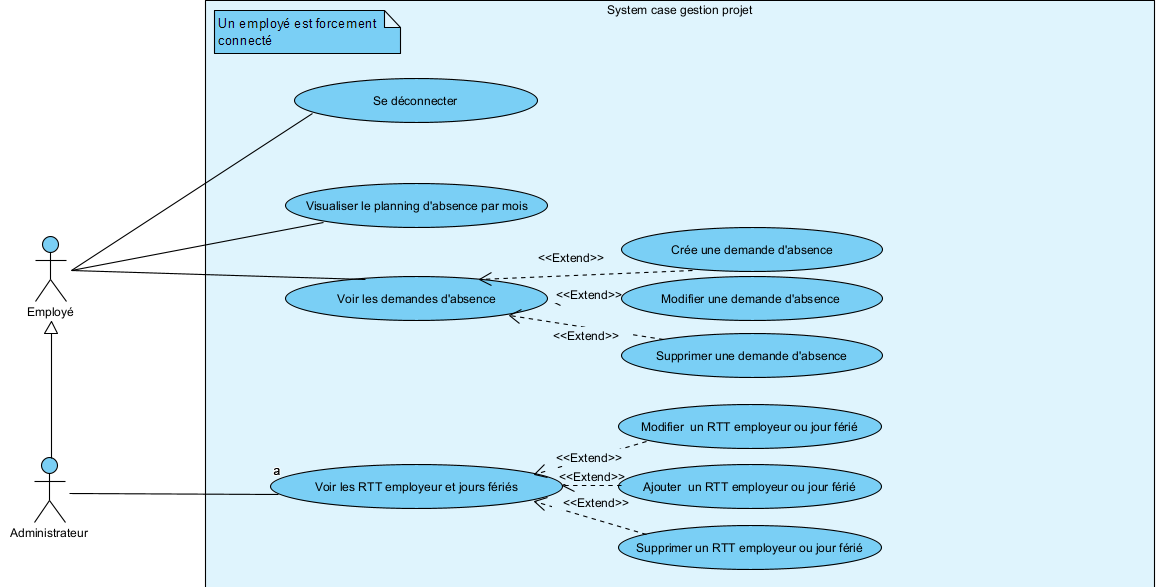 System case gestion projet
Un employé est forcement
connecté
Se déconnecter
Visualiser le planning d'absence par mois
Employé
Voir les demandes d'absence
<<Extend>>
Crée une demande d'absence
<<Extend>>
Modifier une demande d'absence
<<Extend>>
Supprimer une demande d'absence
Administrateur
a
Voir les RTT employeur et jours fériés
<<Extend>>
Modifier  un RTT employeur ou jour férié
<<Extend>>
Ajouter  un RTT employeur ou jour férié
<<Extend>>
Supprimer un RTT employeur ou jour férié